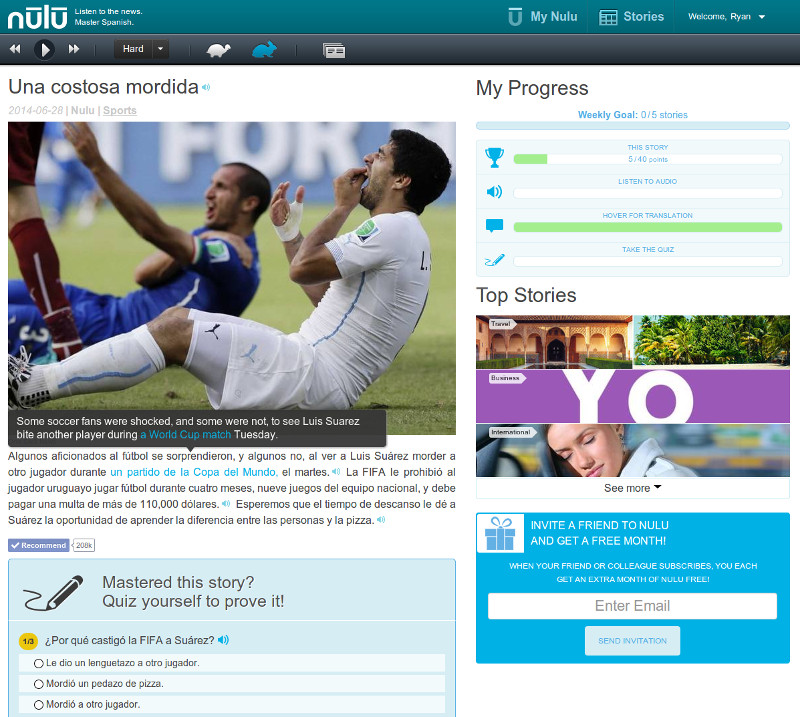 nulu
Listen to the news.
Master Spanish.
My Nulu
Stories
Welcome, Ryan
Hard
Una costosa mordida
2014-06-28 | Nulu | Sports
FOR
L.
Some soccer fans were shocked, and some were not, to see Luis Suarez
bite another player during a World Cup match Tuesday.
Algunos aficionados al fútbol se sorprendieron, y algunos no, al ver a Luis Suárez morder a
otro jugador durante un partido de la Copa del Mundo, el martes. La FIFA le prohibió al
jugador uruguayo jugar fútbol durante cuatro meses, nueve juegos del equipo nacional, y debe
pagar una multa de más de 110,000 dólares. Esperemos que el tiempo de descanso le dé a
Suárez la oportunidad de aprender la diferencia entre las personas y la pizza.
Recommend 208k
Mastered this story?
Quiz yourself to prove it!
1/3 ¿Por qué castigó la FIFA a Suárez?
Le dio un lenguetazo a otro jugador.
Mordió un pedazo de pizza.
Mordió a otro jugador.
My Progress
Weekly Goal: 0/5 stories
THIS STORY
5/40 points
LISTEN TO AUDIO
HOVER FOR TRANSLATION
TAKE THE QUIZ
Top Stories
Travel
Business
YO
International
See more
INVITE A FRIEND TO NULU
AND GET A FREE MONTH!
WHEN YOUR FRIEND OR COLLEAGUE SUBSCRIBES, YOU EACH
GET AN EXTRA MONTH OF NULU FREE!
Enter Email
SEND INVITATION